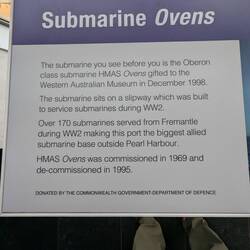 Submarine Ovens
The submarine you see before you is the Oberon
class submarine HMAS Ovens gifted to the
Western Australian Museum in December 1998.
The submarine sits on a slipway which was built
to service submarines during WW2.
Over 170 submarines served from Fremantle
during WW2 making this port the biggest allied
submarine base outside Pearl Harbour.
HMAS Ovens was commissioned in 1969 and
de-commissioned in 1995.
DONATED BY THE COMMONWEALTH GOVERNMENT-DEPARTMENT OF DEFENCE